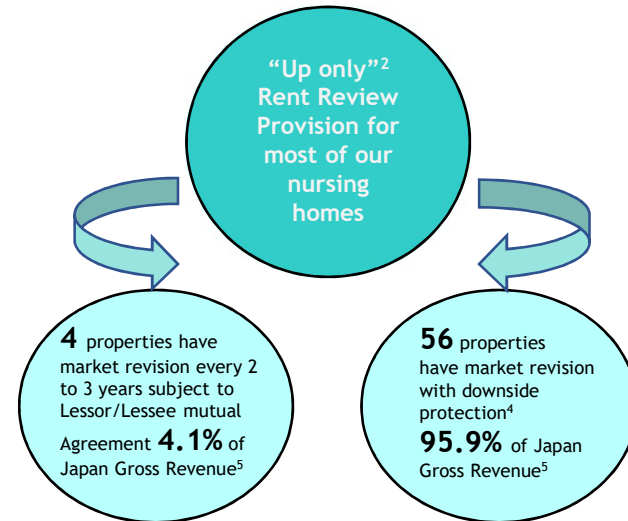 “Up only”2
Rent Review
Provision for
most of our
nursing
homes
4 properties have
market revision every 2
to 3 years subject to
Lessor/Lessee mutual
Agreement 4.1% of
Japan Gross Revenue5
56 properties
have market revision
with downside
protection4
95.9% of Japan
Gross Revenue5